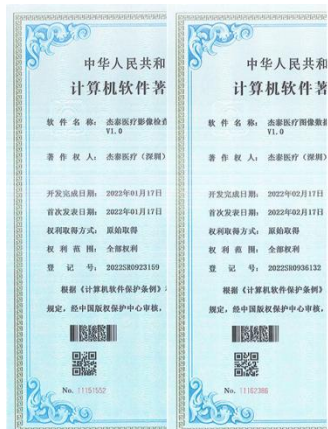 中华人民共和
计算机软件著
软 件 名 称： 杰泰医疗影像检查
V1.0
著 作 权 人： 杰泰医疗（深圳）
开发完成日期： 2022年01月17日
首次发表日期： 2022年01月17日
权利取得方式： 原始取得
权 利 范 围： 全部权利
登 记 号： 2022SR0923159
根据《计算机软件保护条例》
规定，经中国版权保护中心审核，
No. 11151552
中华人民共和
计算机软件著
软 件 名 称： 杰泰医疗图像数据
V1.0
著 作 权 人： 杰泰医疗（深圳）
开发完成日期： 2022年02月17日
首次发表日期： 2022年02月17日
权利取得方式： 原始取得
权 利 范 围： 全部权利
登 记 号： 2022SR0936132
根据《计算机软件保护条例》
规定，经中国版权保护中心审核，
No.